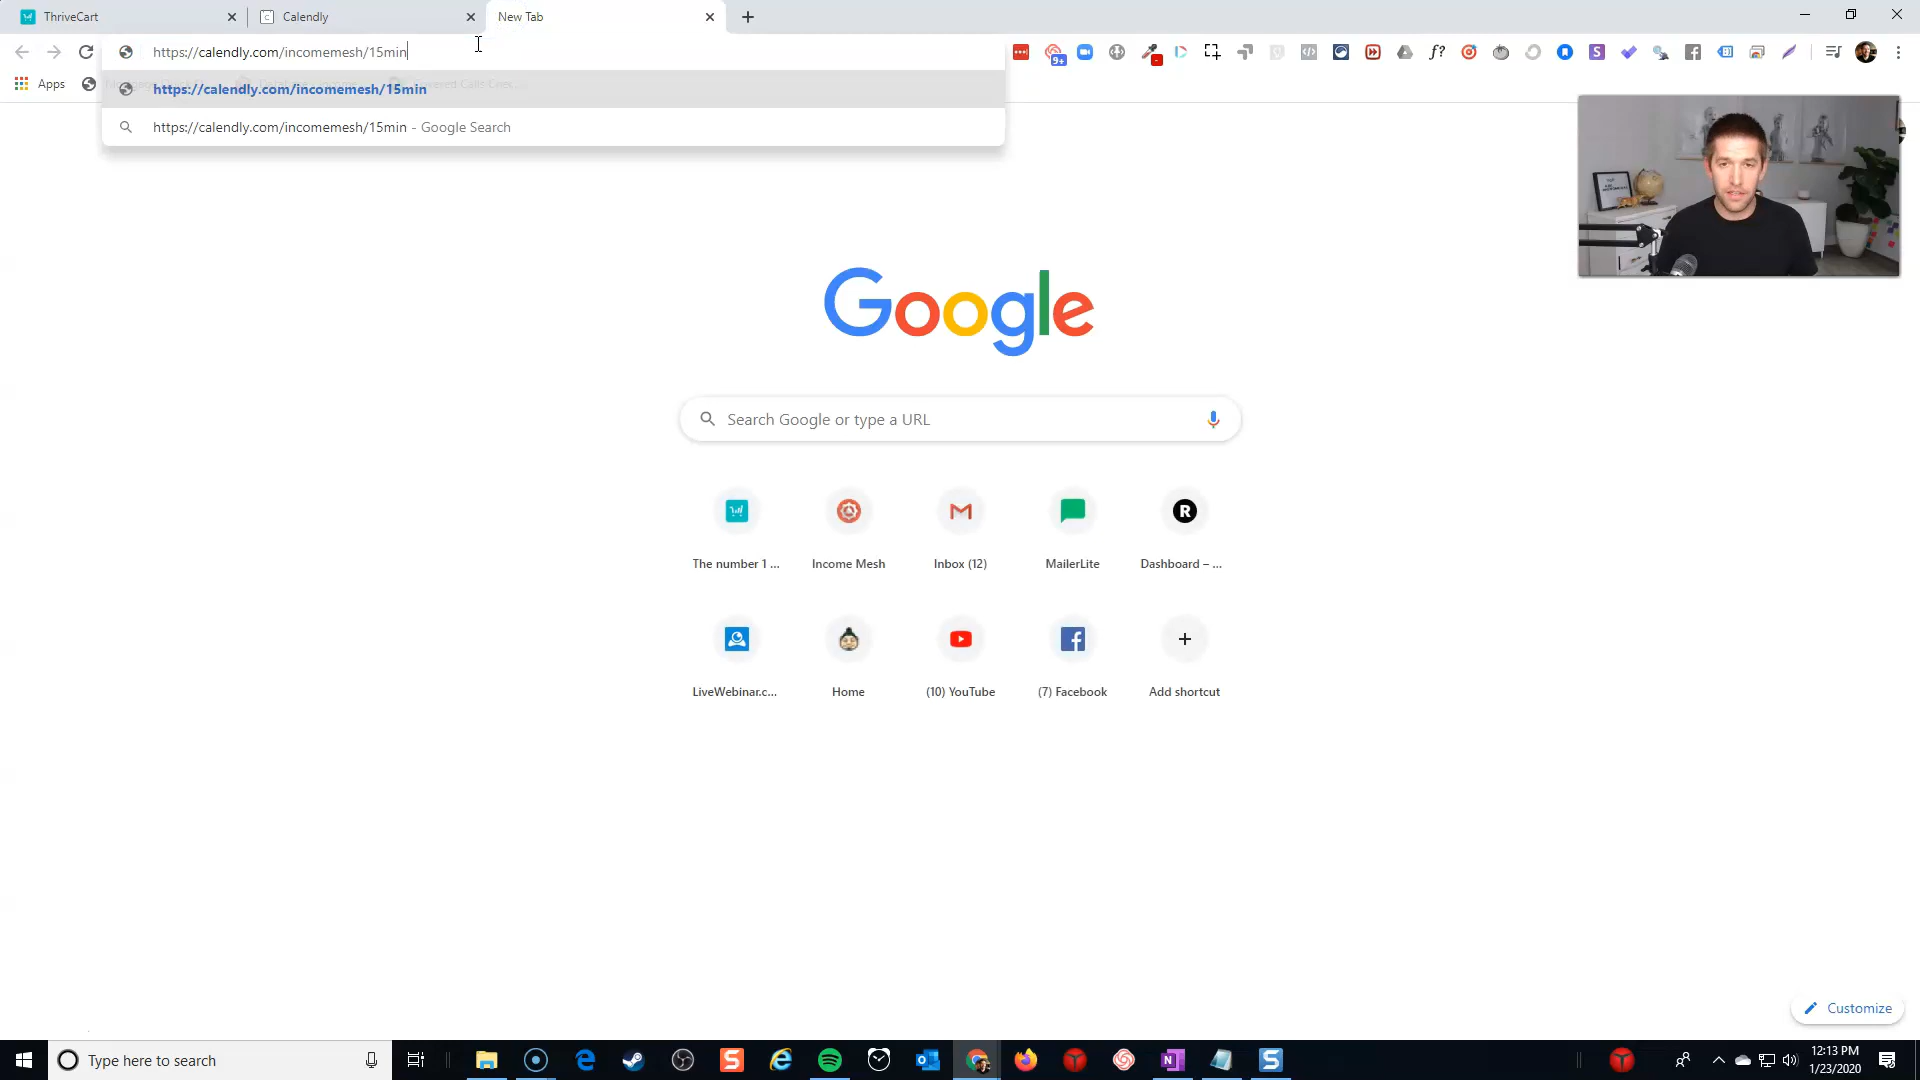 ThriveCart
Calendly
New Tab
https://calendly.com/incomemesh/15min
Apps
https://calendly.com/incomemesh/15min
https://calendly.com/incomemesh/15min - Google Search
Google
Search Google or type a URL
The number 1 ...
Income Mesh
Inbox (12)
MailerLite
Dashboard – ...
LiveWebinar.c...
Home
(10) YouTube
(7) Facebook
Add shortcut
Customize
Type here to search
12:13 PM
1/23/2020